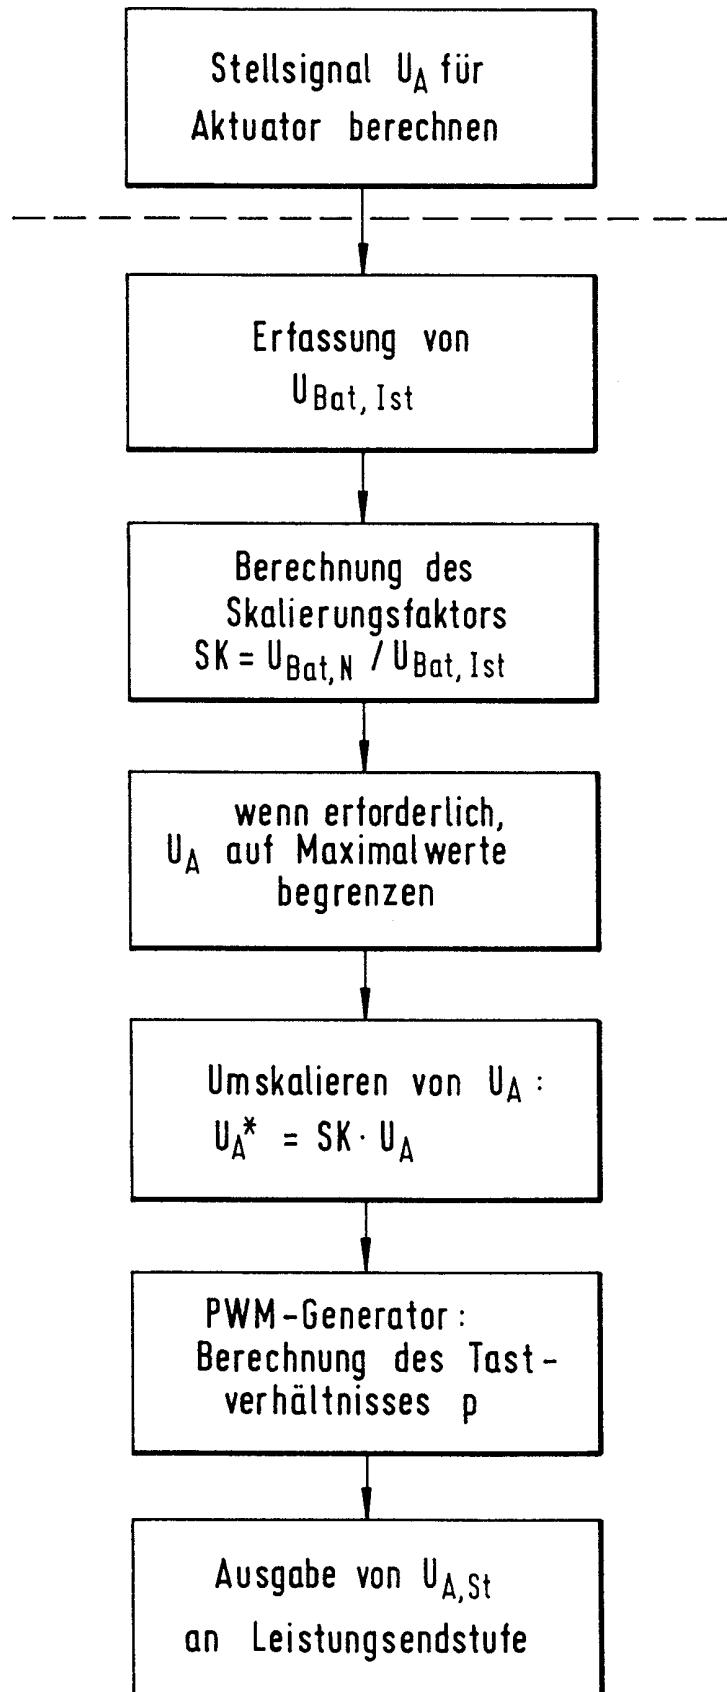 Stellsignal U_A für
Aktuator berechnen
Erfassung von
U_Bat, Ist
Berechnung des
Skalierungsfaktors
SK = U_Bat,N / U_Bat, Ist
wenn erforderlich,
U_A auf Maximalwerte
begrenzen
Umskalieren von U_A :
U_A* = SK · U_A
PWM-Generator :
Berechnung des Tast-
verhältnisses p
Ausgabe von U_A,St
an Leistungsendstufe